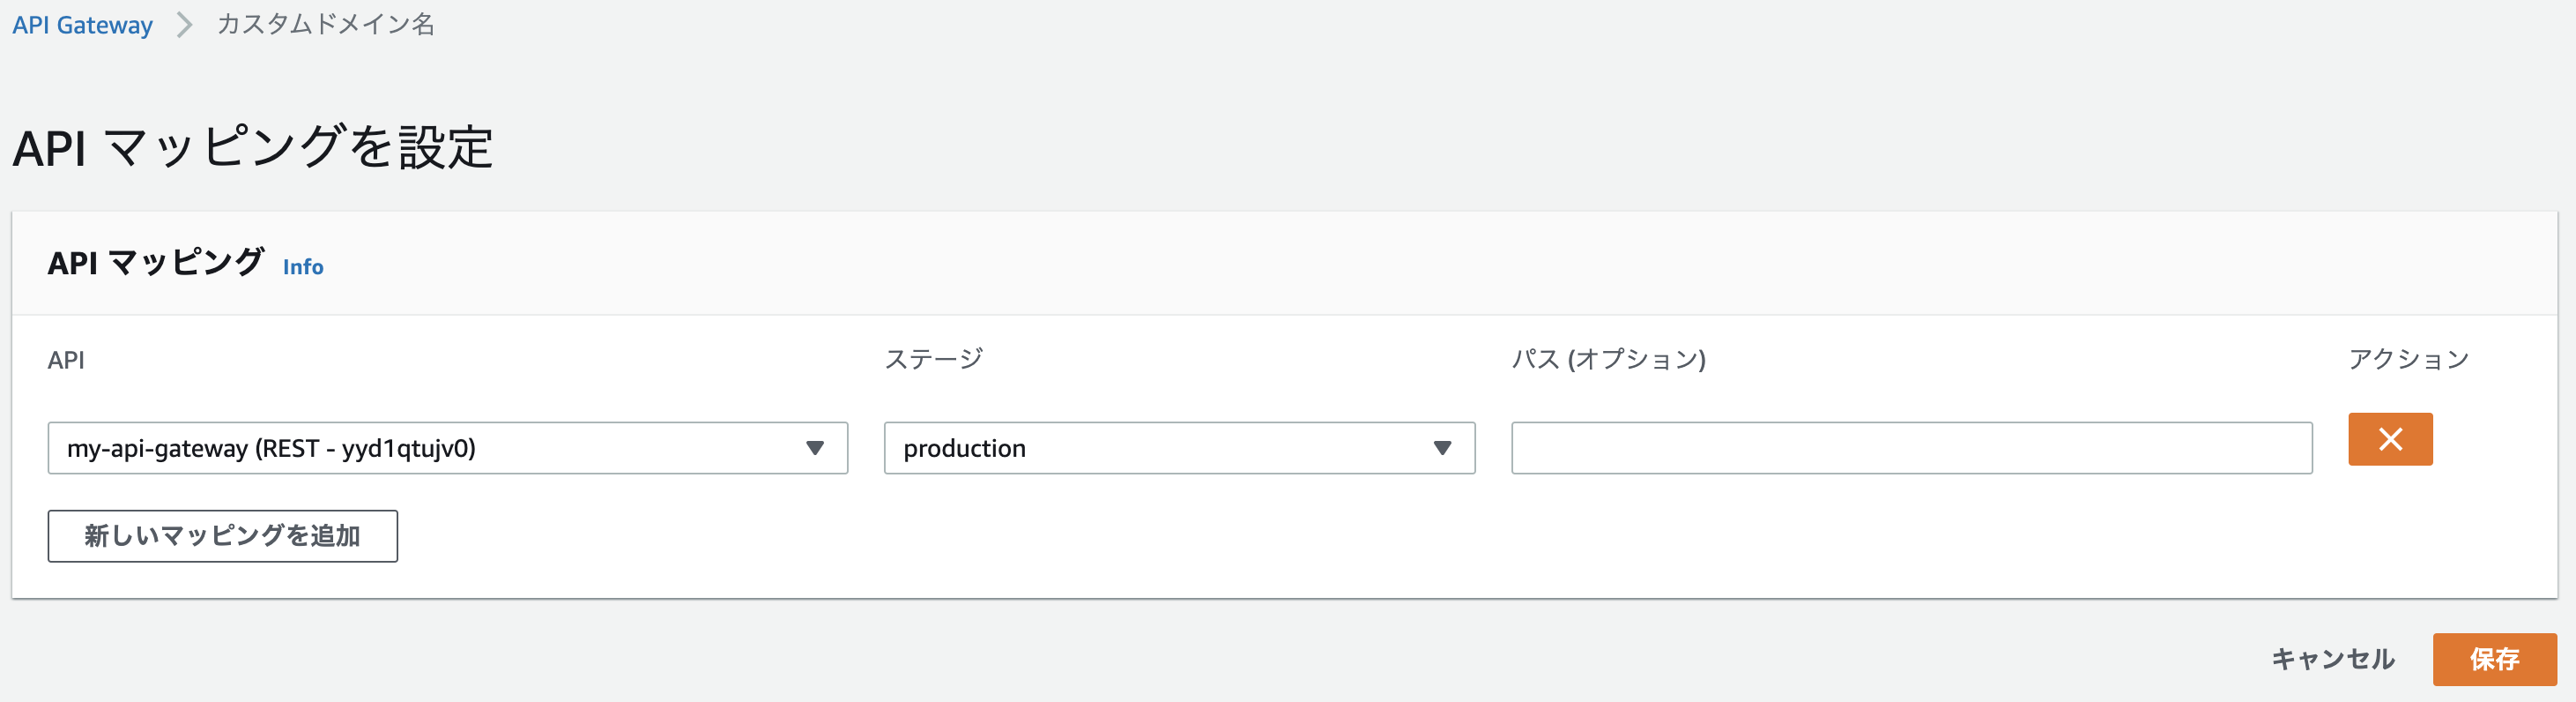 API Gateway > カスタムドメイン名
API マッピングを設定
API マッピング Info
API ステージ パス (オプション) アクション
my-api-gateway (REST - yyd1qtujv0) production
新しいマッピングを追加
キャンセル 保存